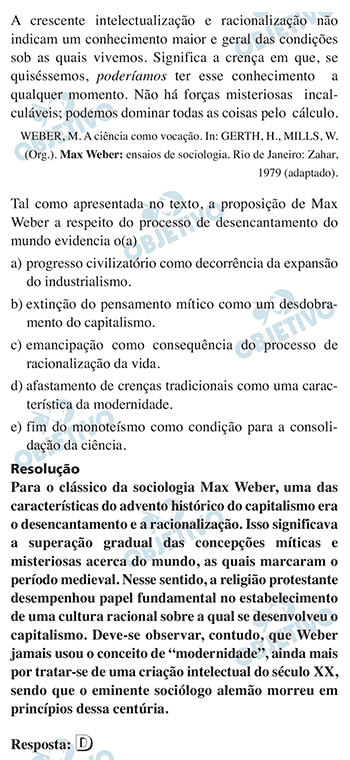 A crescente intelectualização e racionalização não
indicam um conhecimento maior e geral das condições
sob as quais vivemos. Significa a crença em que, se
quiséssemos, poderíamos ter esse conhecimento a
qualquer momento. Não há forças misteriosas incal-
culáveis; podemos dominar todas as coisas pelo cálculo.
WEBER, M. A ciência como vocação. In: GERTH, H., MILLS, W.
(Org.). Max Weber: ensaios de sociologia. Rio de Janeiro: Zahar,
1979 (adaptado).
Tal como apresentada no texto, a proposição de Max
Weber a respeito do processo de desencantamento do
mundo evidencia o(a)
a) progresso civilizatório como decorrência da expansão
do industrialismo.
b) extinção do pensamento mítico como um desdobra-
mento do capitalismo.
c) emancipação como consequência do processo de
racionalização da vida.
d) afastamento de crenças tradicionais como uma carac-
terística da modernidade.
e) fim do monoteísmo como condição para a consoli-
dação da ciência.
Resolução
Para o clássico da sociologia Max Weber, uma das
características do advento histórico do capitalismo era
o desencantamento e a racionalização. Isso significava
a superação gradual das concepções míticas e
misteriosas acerca do mundo, as quais marcaram o
período medieval. Nesse sentido, a religião protestante
desempenhou papel fundamental no estabelecimento
de uma cultura racional sobre a qual se desenvolveu o
capitalismo. Deve-se observar, contudo, que Weber
jamais usou o conceito de “modernidade”, ainda mais
por tratar-se de uma criação intelectual do século XX,
sendo que o eminente sociólogo alemão morreu em
princípios dessa centúria.
Resposta: D